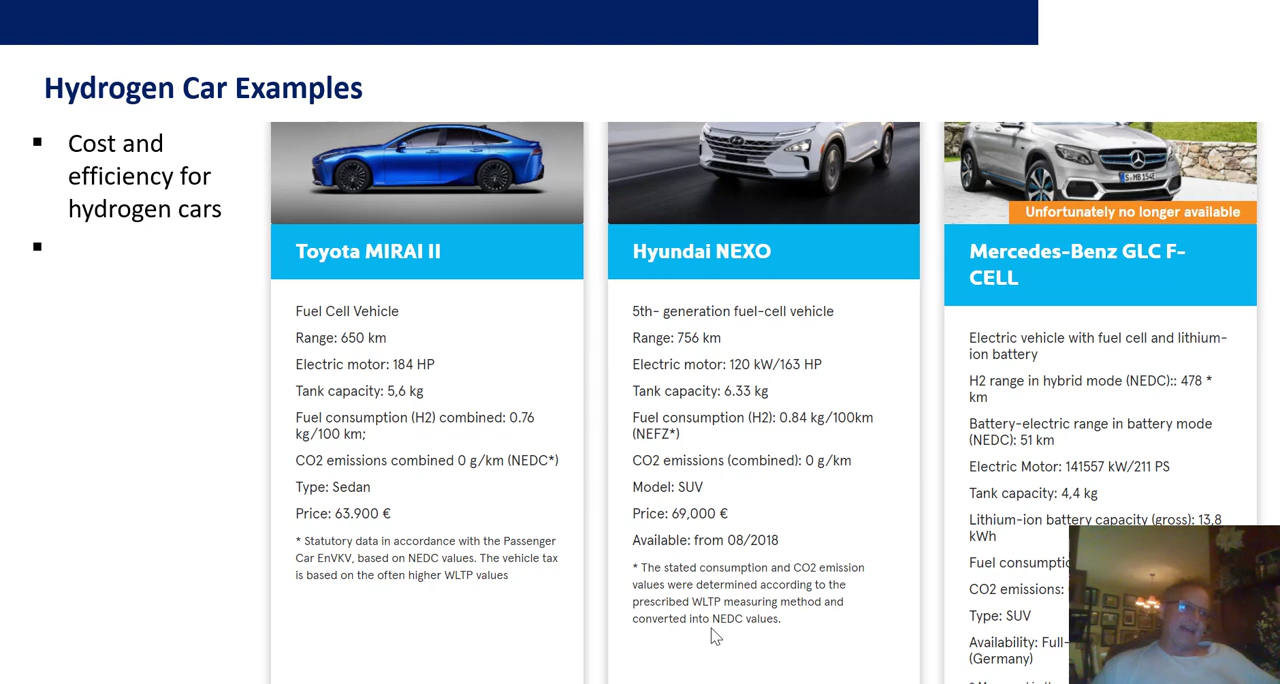 Hydrogen Car Examples
Cost and
efficiency for
hydrogen cars
Toyota MIRAI II
Fuel Cell Vehicle
Range: 650 km
Electric motor: 184 HP
Tank capacity: 5,6 kg
Fuel consumption (H2) combined: 0.76
kg/100 km;
CO2 emissions combined 0 g/km (NEDC*)
Type: Sedan
Price: 63.900 €
* Statutory data in accordance with the Passenger
Car EnVKV, based on NEDC values. The vehicle tax
is based on the often higher WLTP values
Hyundai NEXO
5th- generation fuel-cell vehicle
Range: 756 km
Electric motor: 120 kW/163 HP
Tank capacity: 6.33 kg
Fuel consumption (H2): 0.84 kg/100km
(NEFZ*)
CO2 emissions (combined): 0 g/km
Model: SUV
Price: 69,000 €
Available: from 08/2018
* The stated consumption and CO2 emission
values were determined according to the
prescribed WLTP measuring method and
converted into NEDC values.
S MB 154E
Unfortunately no longer available
Mercedes-Benz GLC F-
CELL
Electric vehicle with fuel cell and lithium-
ion battery
H2 range in hybrid mode (NEDC):: 478 *
km
Battery-electric range in battery mode
(NEDC): 51 km
Electric Motor: 141557 kW/211 PS
Tank capacity: 4,4 kg
Lithium-ion battery capacity (gross): 13,8
kWh
Fuel consumptio
CO2 emissions:
Type: SUV
Availability: Full-
(Germany)